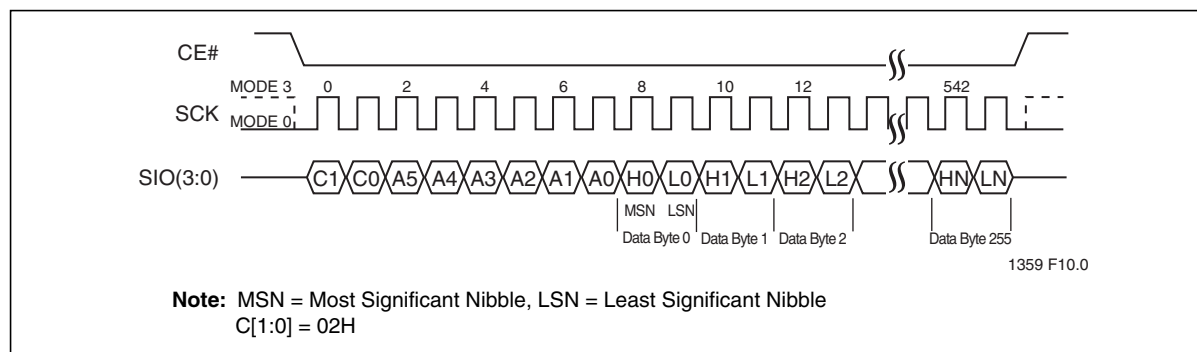 CE#
MODE 3 0 2 4 6 8 10 12 542
SCK
MODE 0
SIO(3:0) C1 C0 A5 A4 A3 A2 A1 A0 H0 L0 H1 L1 H2 L2 HN LN
MSN LSN
Data Byte 0 Data Byte 1 Data Byte 2 Data Byte 255
1359 F10.0
Note: MSN = Most Significant Nibble, LSN = Least Significant Nibble
C[1:0] = 02H